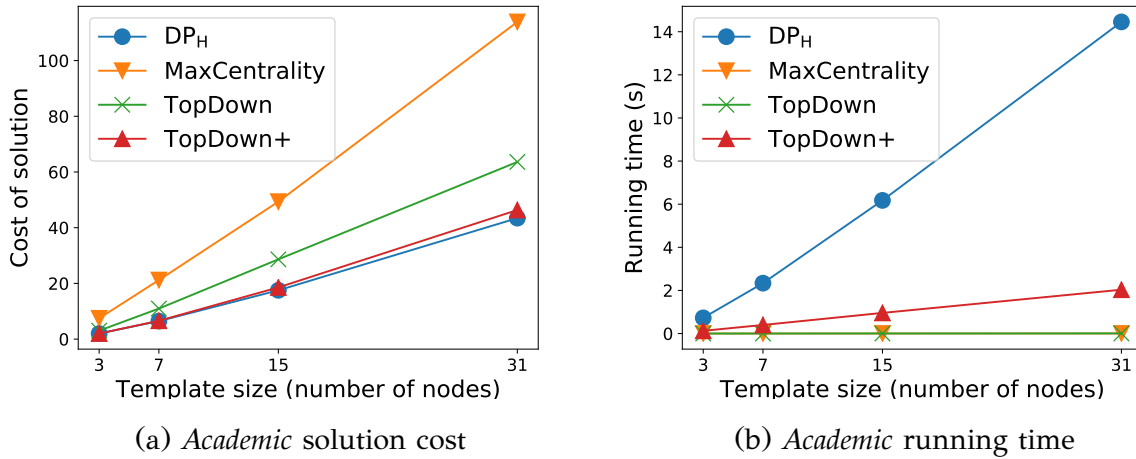 DP_H
MaxCentrality
TopDown
TopDown+
Cost of solution
100
80
60
40
20
0
3 7 15 31
Template size (number of nodes)
(a) Academic solution cost
DP_H
MaxCentrality
TopDown
TopDown+
Running time (s)
14
12
10
8
6
4
2
0
3 7 15 31
Template size (number of nodes)
(b) Academic running time